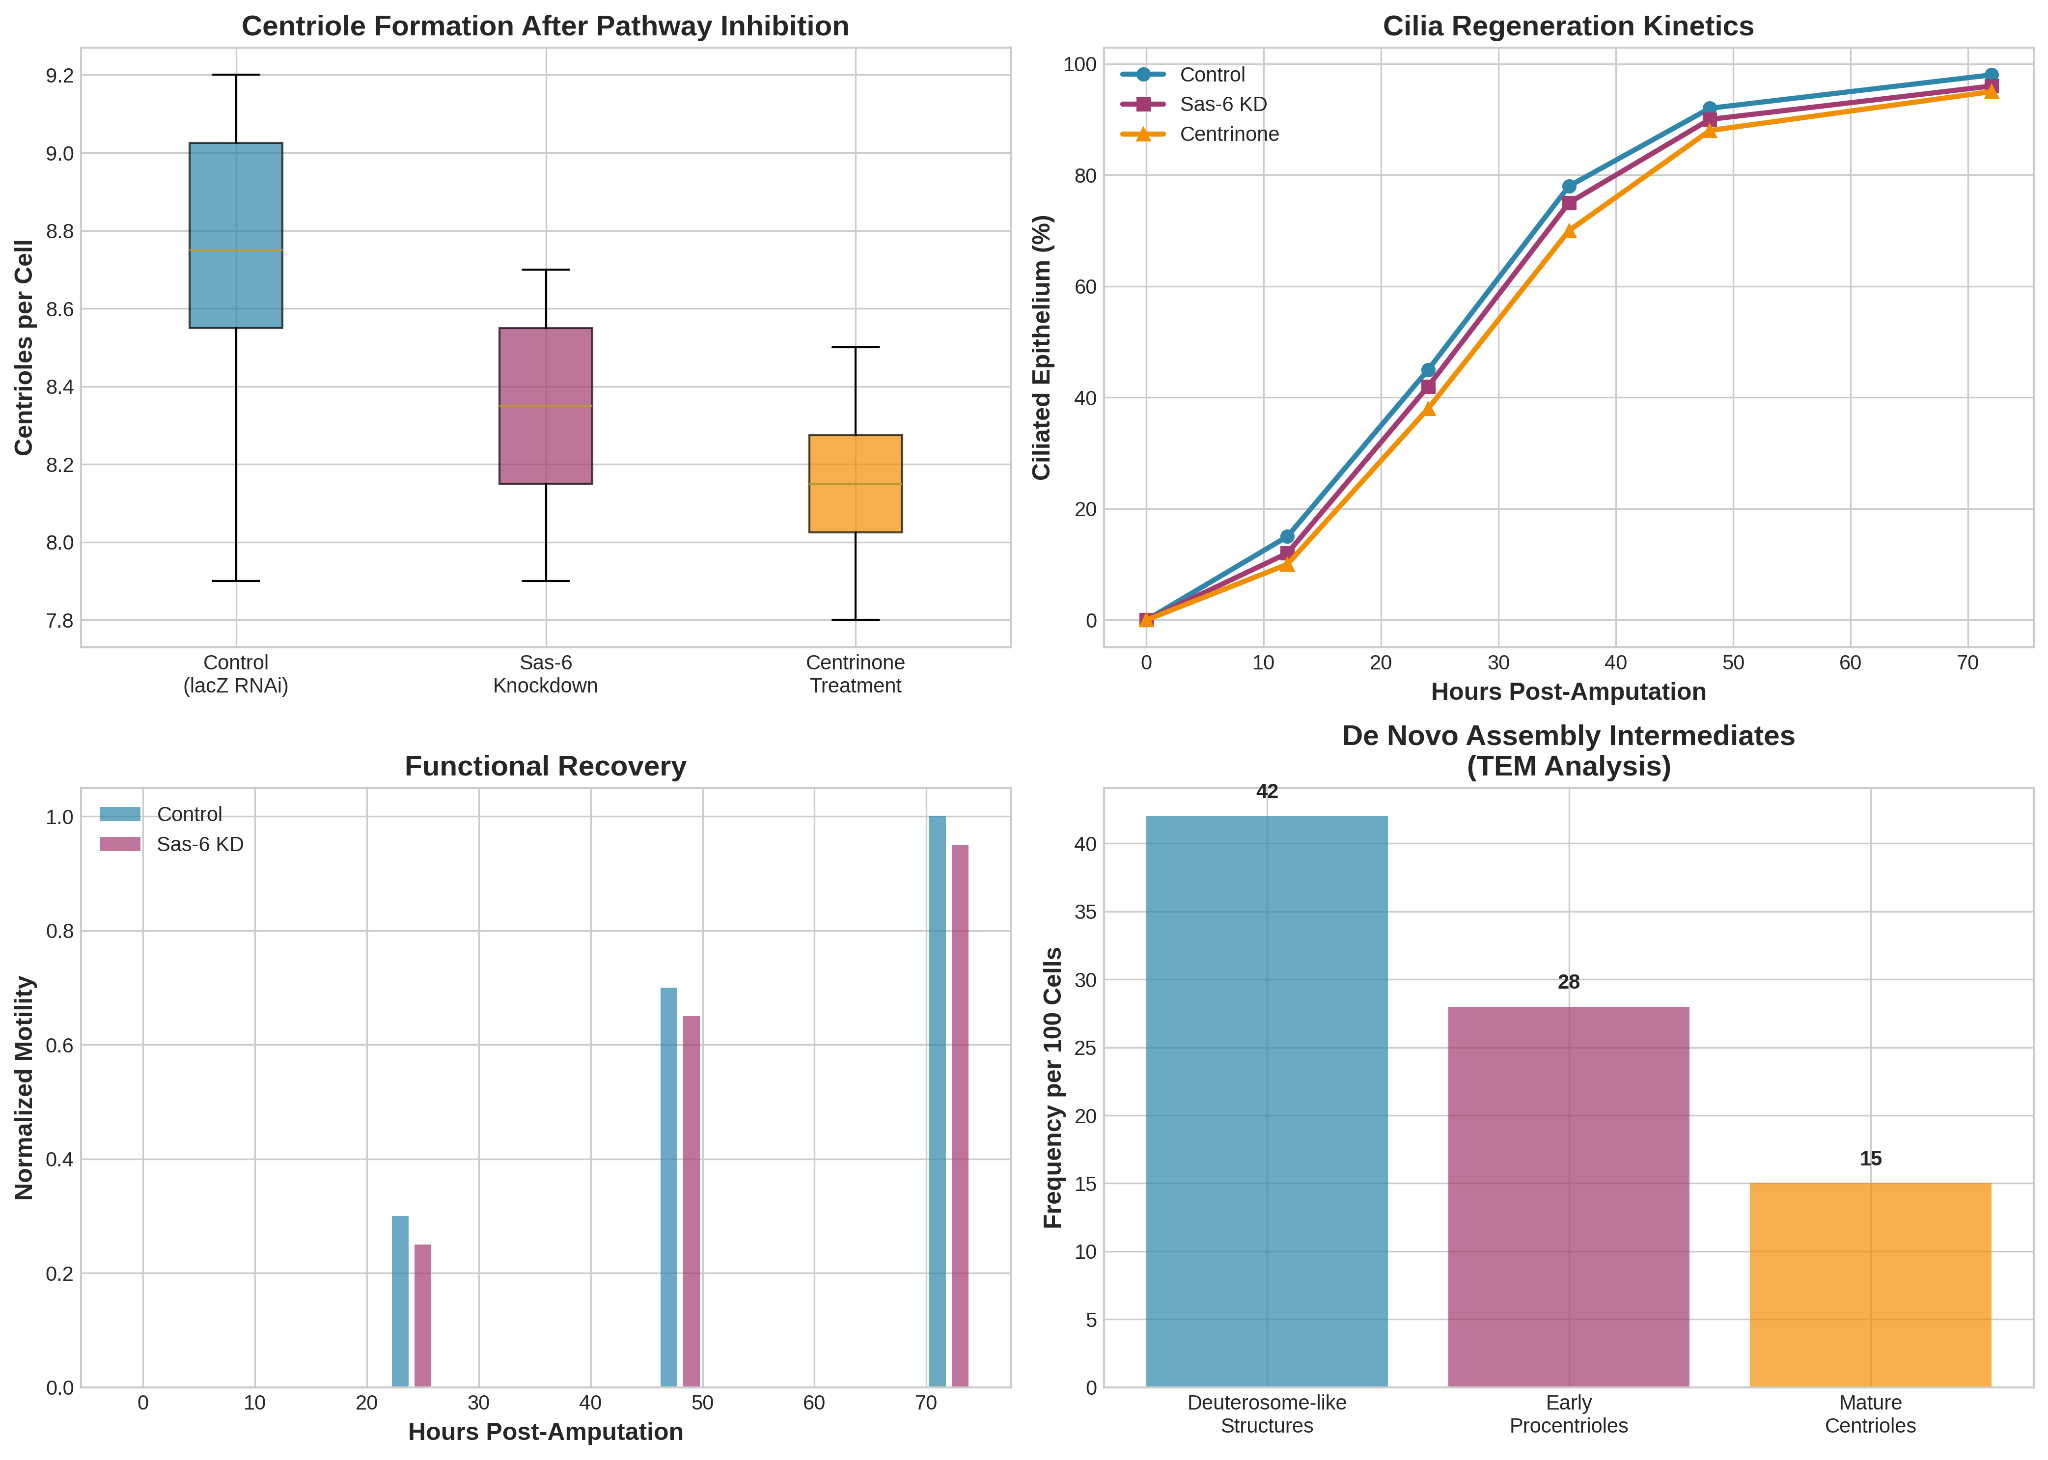 Centriole Formation After Pathway Inhibition
Centrioles per Cell
9.2
9.0
8.8
8.6
8.4
8.2
8.0
7.8
Control
(lacZ RNAi)
Sas-6
Knockdown
Centrinone
Treatment
Cilia Regeneration Kinetics
Control
Sas-6 KD
Centrinone
Ciliated Epithelium (%)
100
80
60
40
20
0
0 10 20 30 40 50 60 70
Hours Post-Amputation
Functional Recovery
Control
Sas-6 KD
Normalized Motility
1.0
0.8
0.6
0.4
0.2
0.0
0 10 20 30 40 50 60 70
Hours Post-Amputation
De Novo Assembly Intermediates
(TEM Analysis)
Frequency per 100 Cells
40
35
30
25
20
15
10
5
0
42
28
15
Deuterosome-like
Structures
Early
Procentrioles
Mature
Centrioles